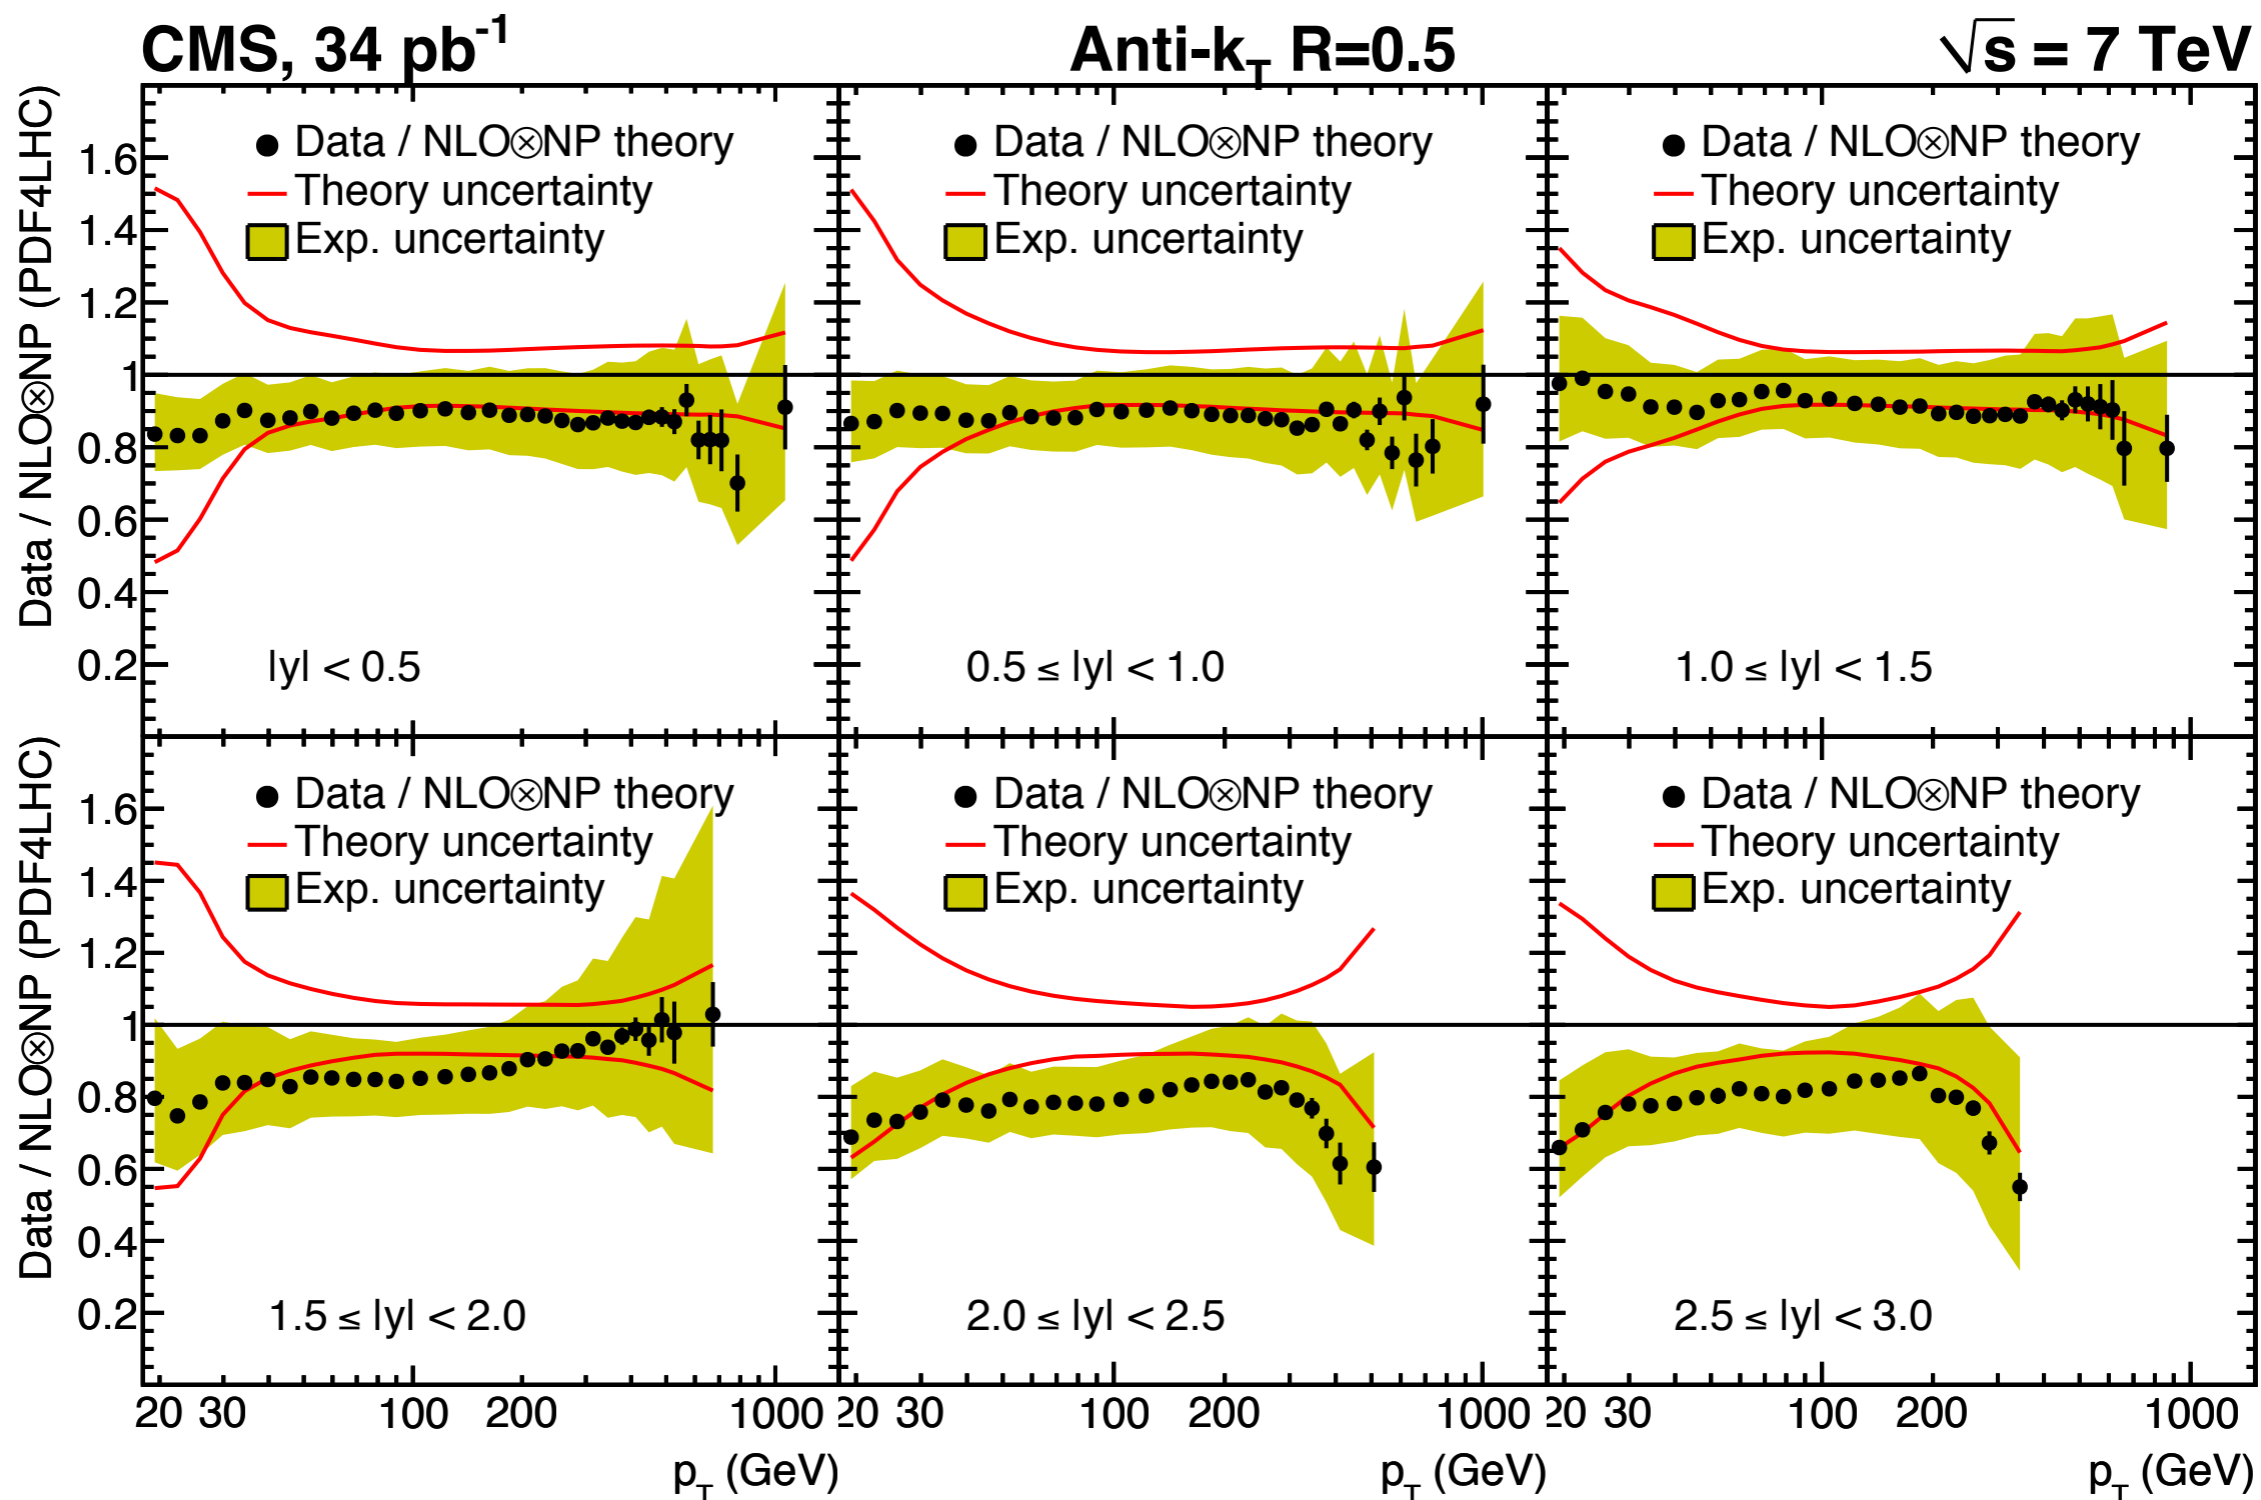 CMS, 34 pb-1 Anti-kT R=0.5 √s = 7 TeV
Data / NLO⊗NP (PDF4LHC)
1.6
1.4
1.2
1
0.8
0.6
0.4
0.2
Data / NLO⊗NP theory
Theory uncertainty
Exp. uncertainty
|y| < 0.5
Data / NLO⊗NP theory
Theory uncertainty
Exp. uncertainty
0.5 ≤ |y| < 1.0
Data / NLO⊗NP theory
Theory uncertainty
Exp. uncertainty
1.0 ≤ |y| < 1.5
Data / NLO⊗NP (PDF4LHC)
1.6
1.4
1.2
1
0.8
0.6
0.4
0.2
Data / NLO⊗NP theory
Theory uncertainty
Exp. uncertainty
1.5 ≤ |y| < 2.0
Data / NLO⊗NP theory
Theory uncertainty
Exp. uncertainty
2.0 ≤ |y| < 2.5
Data / NLO⊗NP theory
Theory uncertainty
Exp. uncertainty
2.5 ≤ |y| < 3.0
20 30 100 200 1000 20 30 100 200 1000 20 30 100 200 1000
pT (GeV) pT (GeV) pT (GeV)